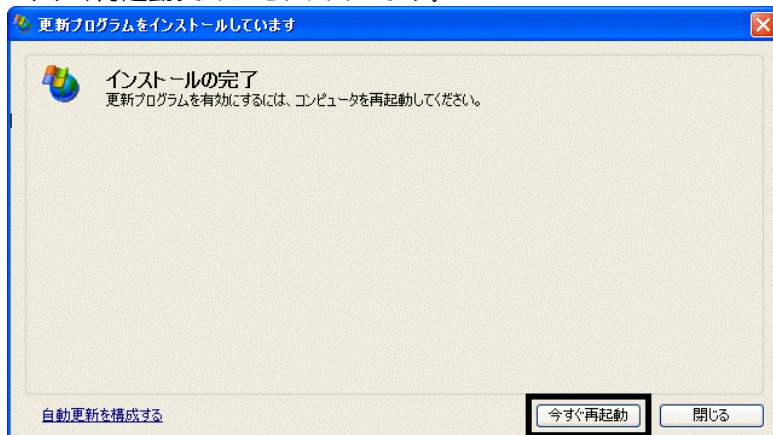 更新プログラムをインストールしています
インストールの完了
更新プログラムを有効にするには、コンピュータを再起動してください。
自動更新を構成する
今すぐ再起動
閉じる